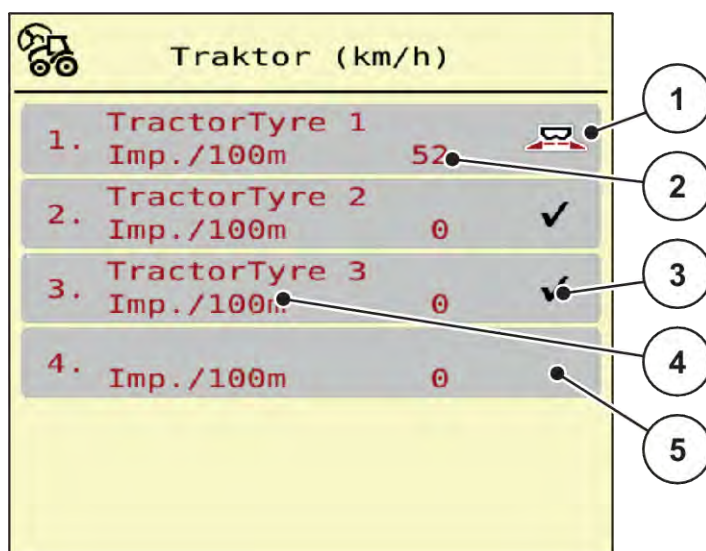 Traktor (km/h)
1. TractorTyre 1
Imp./100m 52
2. TractorTyre 2
Imp./100m 0
3. TractorTyre 3
Imp./100m 0
4.
Imp./100m 0
1
2
3
4
5